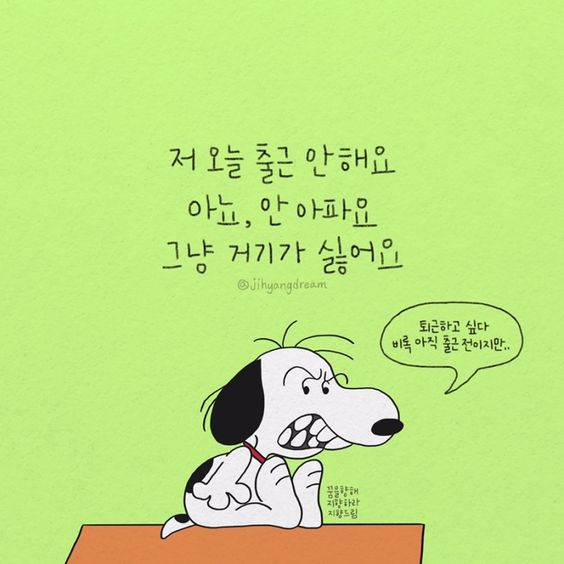 저 오늘 출근 안해요
아뇨, 안 아파요
그냥 거기가 싫어요
@jihyangdream
퇴근하고 싶다
비록 아직 출근 전이지만..
꿈을향해
지향하라
지향드림